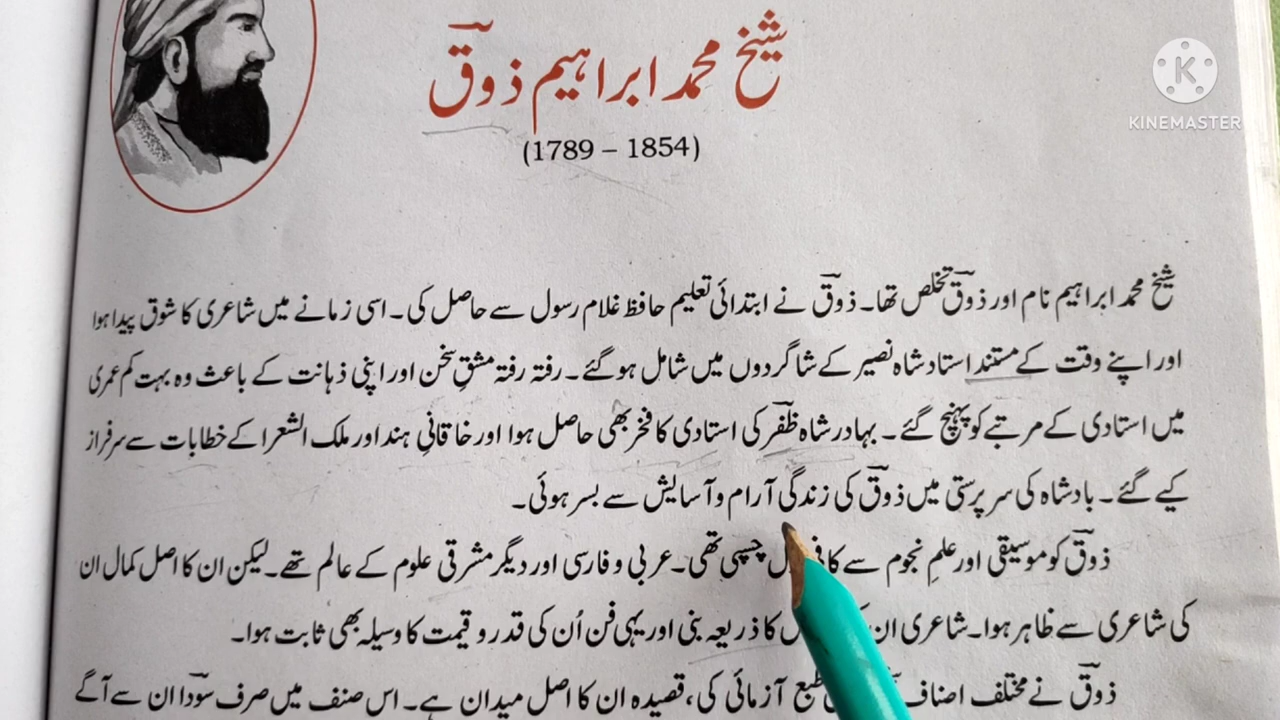 شیخ محمد ابراہیم ذوقؔ
(1789 – 1854)
KINEMASTER
شیخ محمد ابراہیم نام اور ذوقؔ تخلص تھا۔ ذوقؔ نے ابتدائی تعلیم حافظ غلام رسول سے حاصل کی۔ اسی زمانے میں شاعری کا شوق پیدا ہوا
اور اپنے وقت کے مستند استاد شاہ نصیر کے شاگردوں میں شامل ہو گئے۔ رفتہ رفتہ مشقِ سخن اور اپنی ذہانت کے باعث وہ بہت کم عمری
میں استادی کے مرتبے کو پہنچ گئے۔ بہادر شاہ ظفرؔ کی استادی کا فخر بھی حاصل ہوا اور خاقانیِ ہند اور ملک الشعرا کے خطابات سے سرفراز
کیے گئے۔ بادشاہ کی سرپرستی میں ذوقؔ کی زندگی آرام و آسایش سے بسر ہوئی۔
ذوقؔ کو موسیقی اور علمِ نجوم سے چسپی تھی۔ عربی و فارسی اور دیگر مشرقی علوم کے عالم تھے۔ لیکن ان کا اصل کمال ان
کی شاعری سے ظاہر ہوا۔ شاعری ان کا ذریعہ بنی اور یہی فن اُن کی قدر و قیمت کا وسیلہ بھی ثابت ہوا۔
ذوقؔ نے مختلف اصناف طبع آزمائی کی، قصیدہ ان کا اصل میدان ہے۔ اس صنف میں صرف سوداؔ ان سے آگے